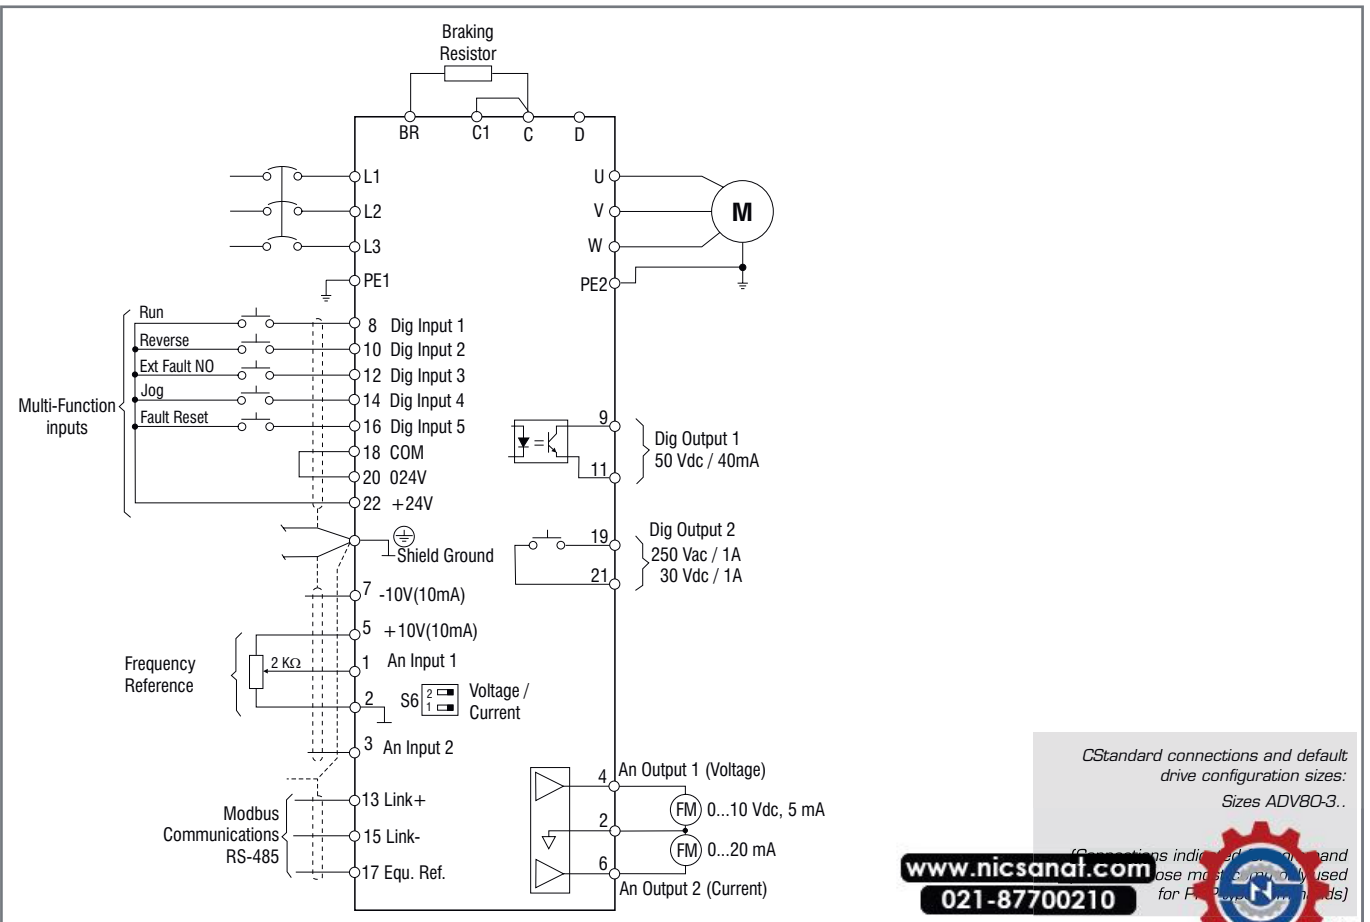 Braking
Resistor
BR
C1
C
D
L1
L2
L3
PE1
U
V
W
PE2
M
Multi-Function
inputs
Run
Reverse
Ext Fault NO
Jog
Fault Reset
8 Dig Input 1
10 Dig Input 2
12 Dig Input 3
14 Dig Input 4
16 Dig Input 5
18 COM
20 024V
22 +24V
Shield Ground
9
11
Dig Output 1
50 Vdc / 40mA
19
21
Dig Output 2
250 Vac / 1A
30 Vdc / 1A
7 -10V(10mA)
5 +10V(10mA)
1 An Input 1
2
3 An Input 2
Frequency
Reference
2 KΩ
S6
2
1
Voltage /
Current
Modbus
Communications
RS-485
13 Link+
15 Link-
17 Equ. Ref.
4
2
6
An Output 1 (Voltage)
FM 0...10 Vdc, 5 mA
FM 0...20 mA
An Output 2 (Current)
CStandard connections and default
drive configuration sizes:
Sizes ADV80-3..
and
used
for
www.nicsanat.com
021-87700210
N